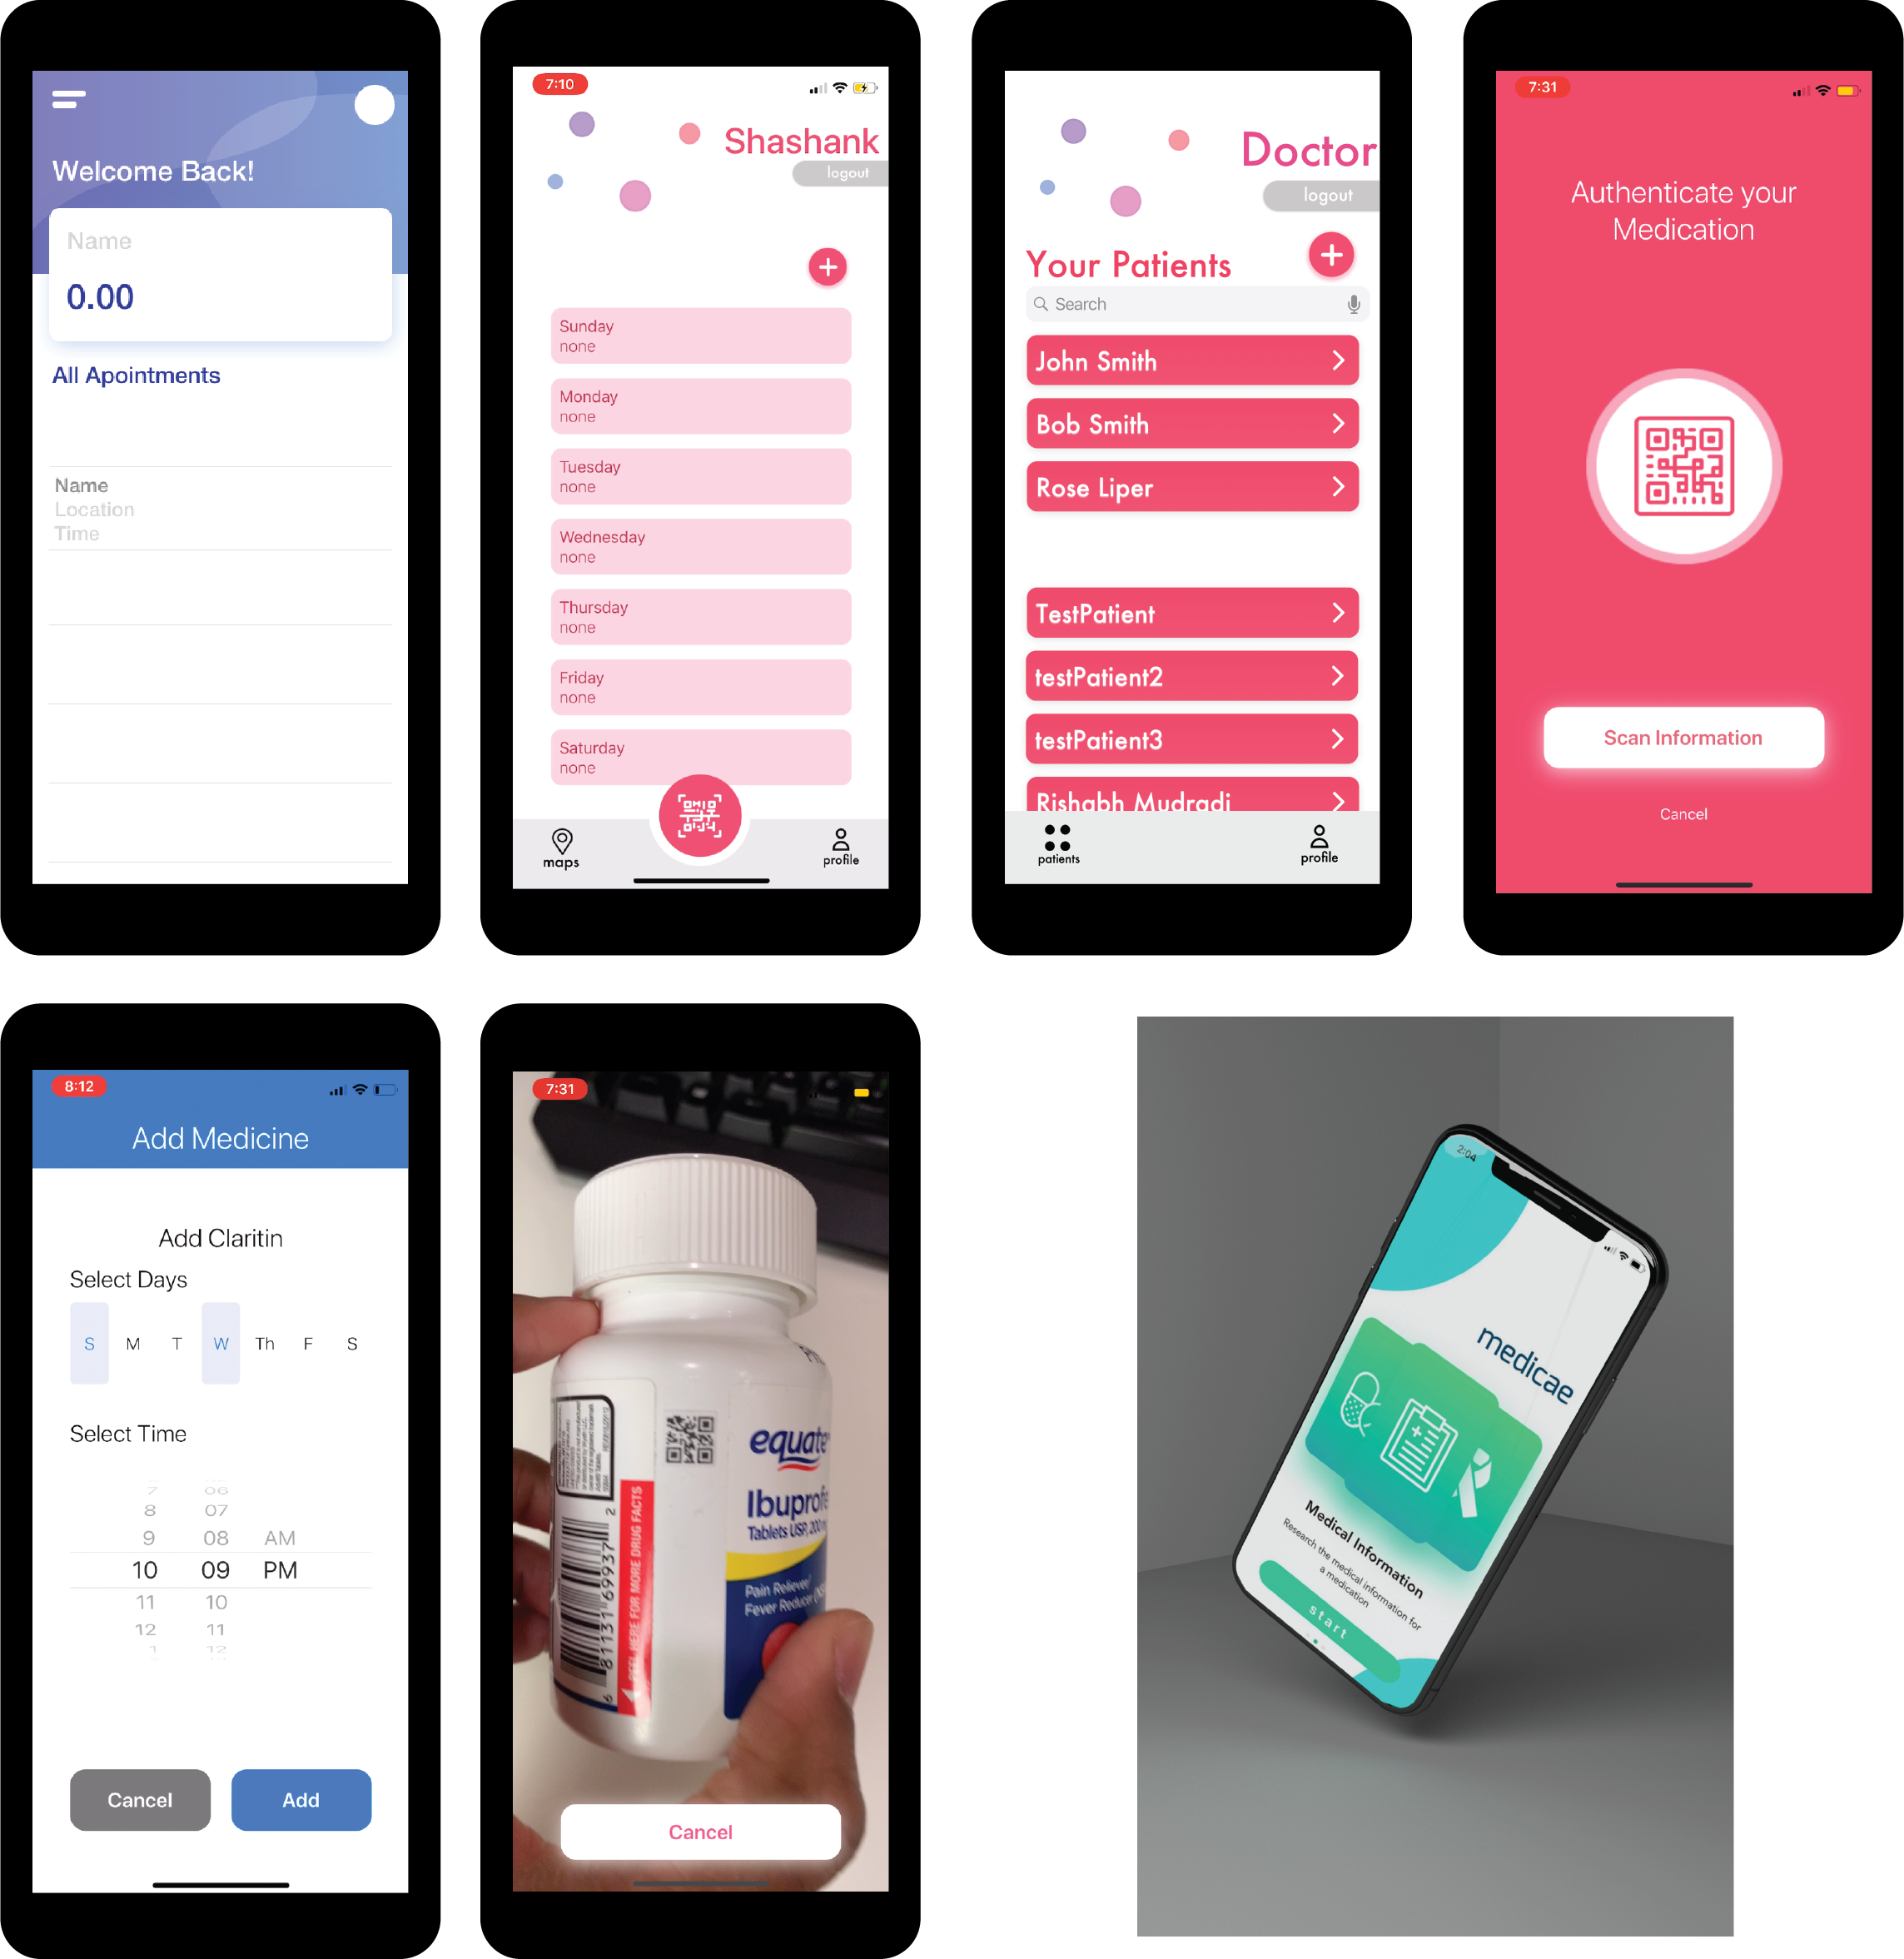 Welcome Back!
Name
0.00
All Apointments
Name
Location
Time
7:10
Shashank
logout
Sunday
none
Monday
none
Tuesday
none
Wednesday
none
Thursday
none
Friday
none
Saturday
none
maps
profile
Doctor
logout
Your Patients
Search
John Smith
Bob Smith
Rose Liper
TestPatient
testPatient2
testPatient3
Rishabh Mudradi
patients
profile
7:31
Authenticate your
Medication
Scan Information
Cancel
8:12
Add Medicine
Add Claritin
Select Days
S M T W Th F S
Select Time
7 06
8 07
9 08 AM
10 09 PM
11 10
12 11
1 12
Cancel
Add
7:31
equate
Ibuprofe
Tablets USP, 200 m
Pain Reliever
Fever Reducer
PEEL HERE FOR MORE DRUG FACTS
6 81131 69937 2
Cancel
2:04
medicae
Medical Information
Research the medical information for
a medication
start